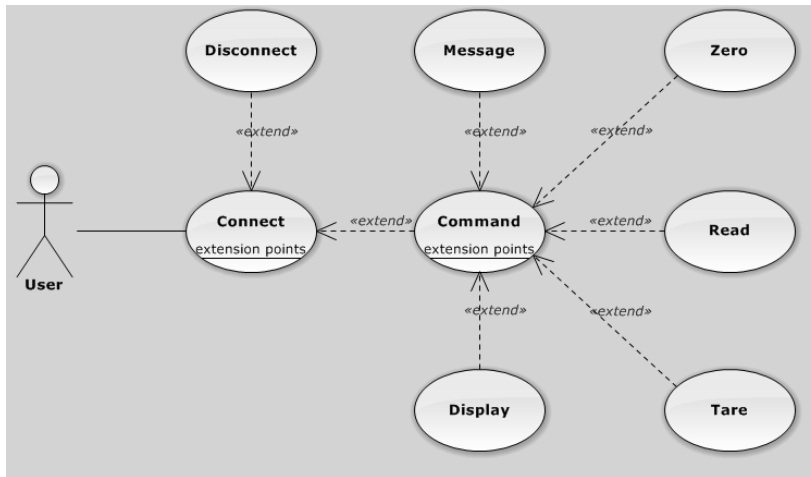 Disconnect
Message
Zero
«extend»
«extend»
«extend»
Connect
extension points
«extend»
Command
extension points
«extend»
Read
User
«extend»
«extend»
Display
Tare